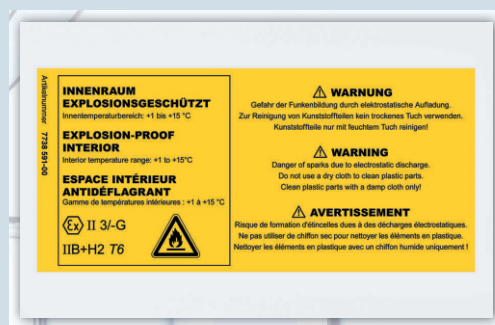 Artikelnummer 7738 591-00
INNENRAUM
EXPLOSIONSGESCHÜTZT
Innentemperaturbereich: +1 bis +15 °C
EXPLOSION-PROOF
INTERIOR
Interior temperature range: +1 to +15°C
ESPACE INTÉRIEUR
ANTIDÉFLAGRANT
Gamme de températures intérieures : +1 à +15 °C
Ex II 3/-G
IIB+H2 T6
WARNUNG
Gefahr der Funkenbildung durch elektrostatische Aufladung.
Zur Reinigung von Kunststoffteilen kein trockenes Tuch verwenden.
Kunststoffteile nur mit feuchtem Tuch reinigen!
WARNING
Danger of sparks due to electrostatic discharge.
Do not use a dry cloth to clean plastic parts.
Clean plastic parts with a damp cloth only!
AVERTISSEMENT
Risque de formation d'étincelles dues à des décharges électrostatiques.
Ne pas utiliser de chiffon sec pour nettoyer les éléments en plastique.
Nettoyer les éléments en plastique avec un chiffon humide uniquement !